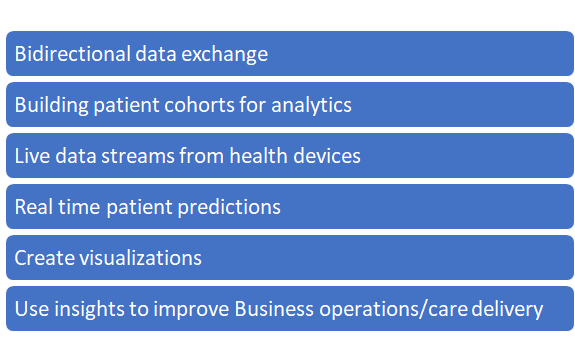 Bidirectional data exchange
Building patient cohorts for analytics
Live data streams from health devices
Real time patient predictions
Create visualizations
Use insights to improve Business operations/care delivery